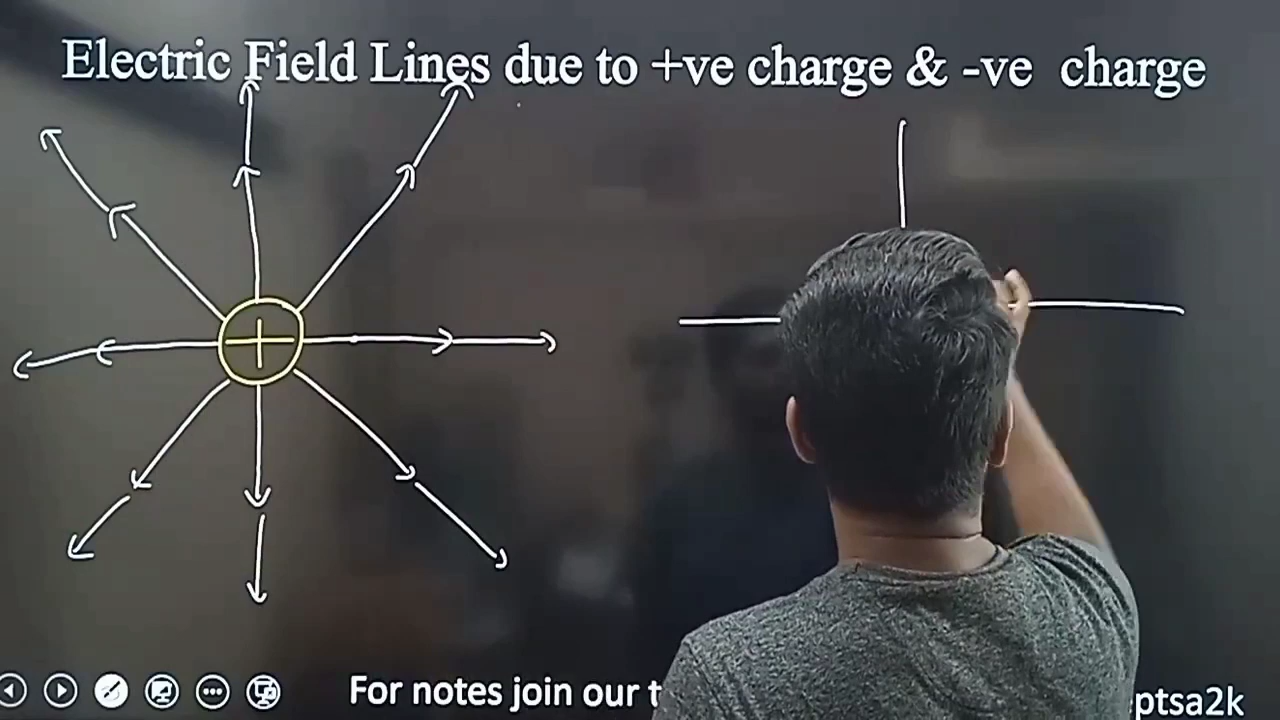 Electric Field Lines due to +ve charge & -ve charge
+
For notes join our t
ptsa2k